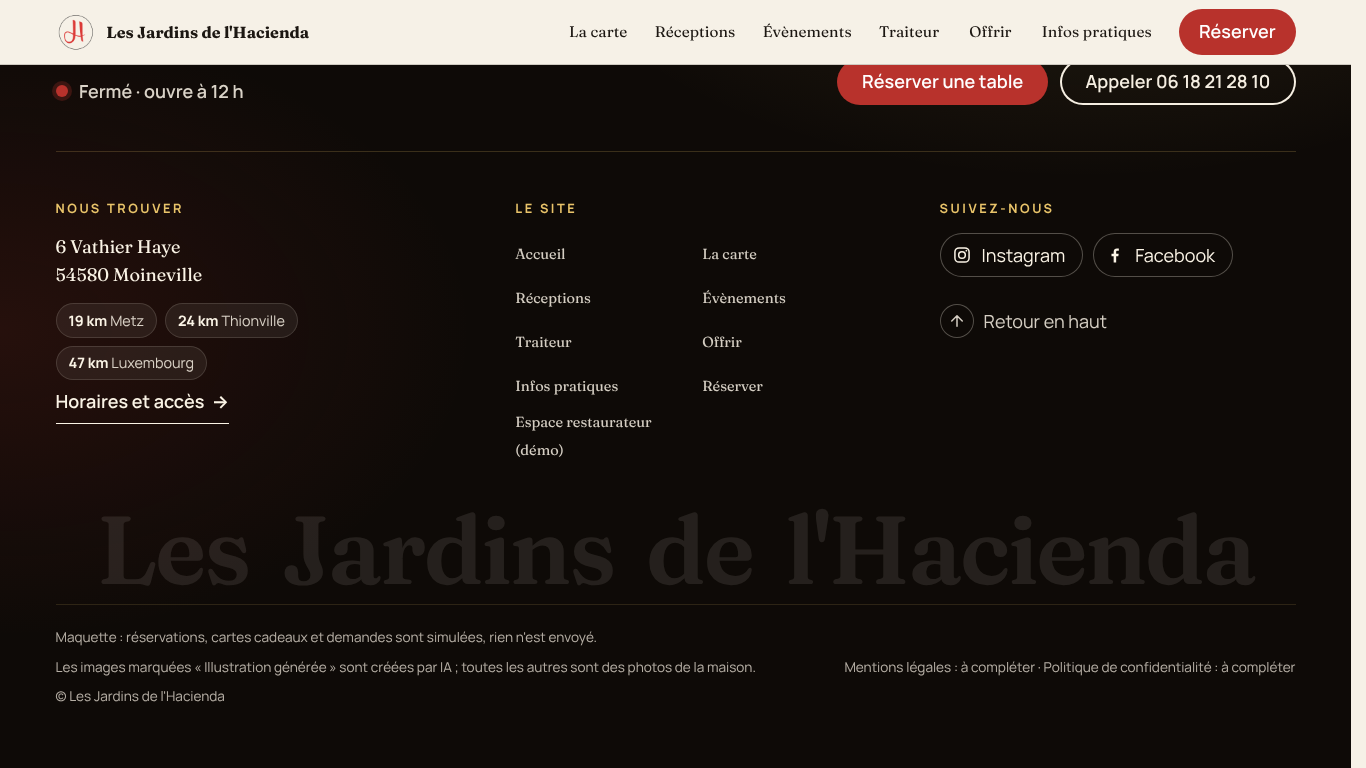 Les Jardins de l'Hacienda
La carte
Réceptions
Évènements
Traiteur
Offrir
Infos pratiques
Réserver
Fermé · ouvre à 12 h
Réserver une table
Appeler 06 18 21 28 10
NOUS TROUVER
6 Vathier Haye
54580 Moineville
19 km Metz
24 km Thionville
47 km Luxembourg
Horaires et accès →
LE SITE
Accueil
La carte
Réceptions
Évènements
Traiteur
Offrir
Infos pratiques
Réserver
Espace restaurateur
(démo)
SUIVEZ-NOUS
Instagram
Facebook
Retour en haut
Les Jardins de l'Hacienda
Maquette : réservations, cartes cadeaux et demandes sont simulées, rien n'est envoyé.
Les images marquées « Illustration générée » sont créées par IA ; toutes les autres sont des photos de la maison.
© Les Jardins de l'Hacienda
Mentions légales : à compléter · Politique de confidentialité : à compléter